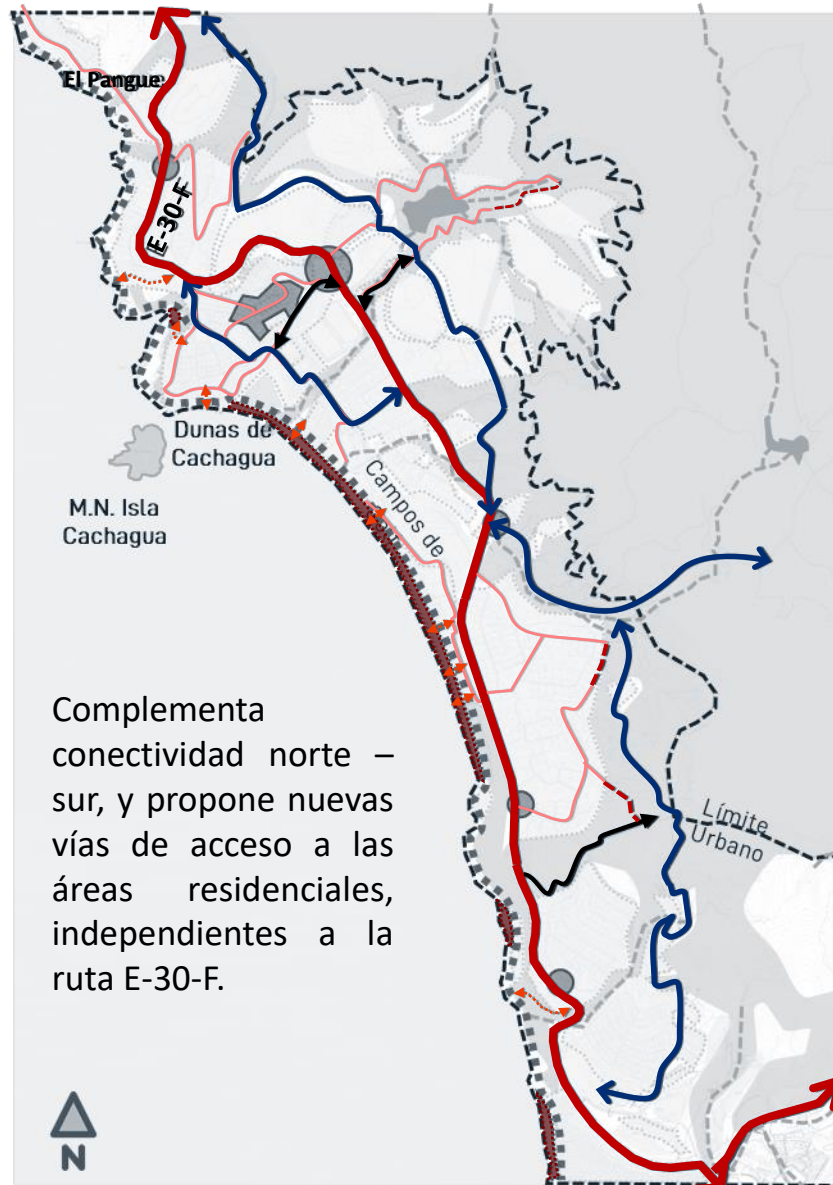 El Pangue
E-30-F
Dunas de
Cachagua
M.N. Isla
Cachagua
Campos de
Complementa
conectividad norte –
sur, y propone nuevas
vías de acceso a las
áreas residenciales,
independientes a la
ruta E-30-F.
Límite
Urbano
N